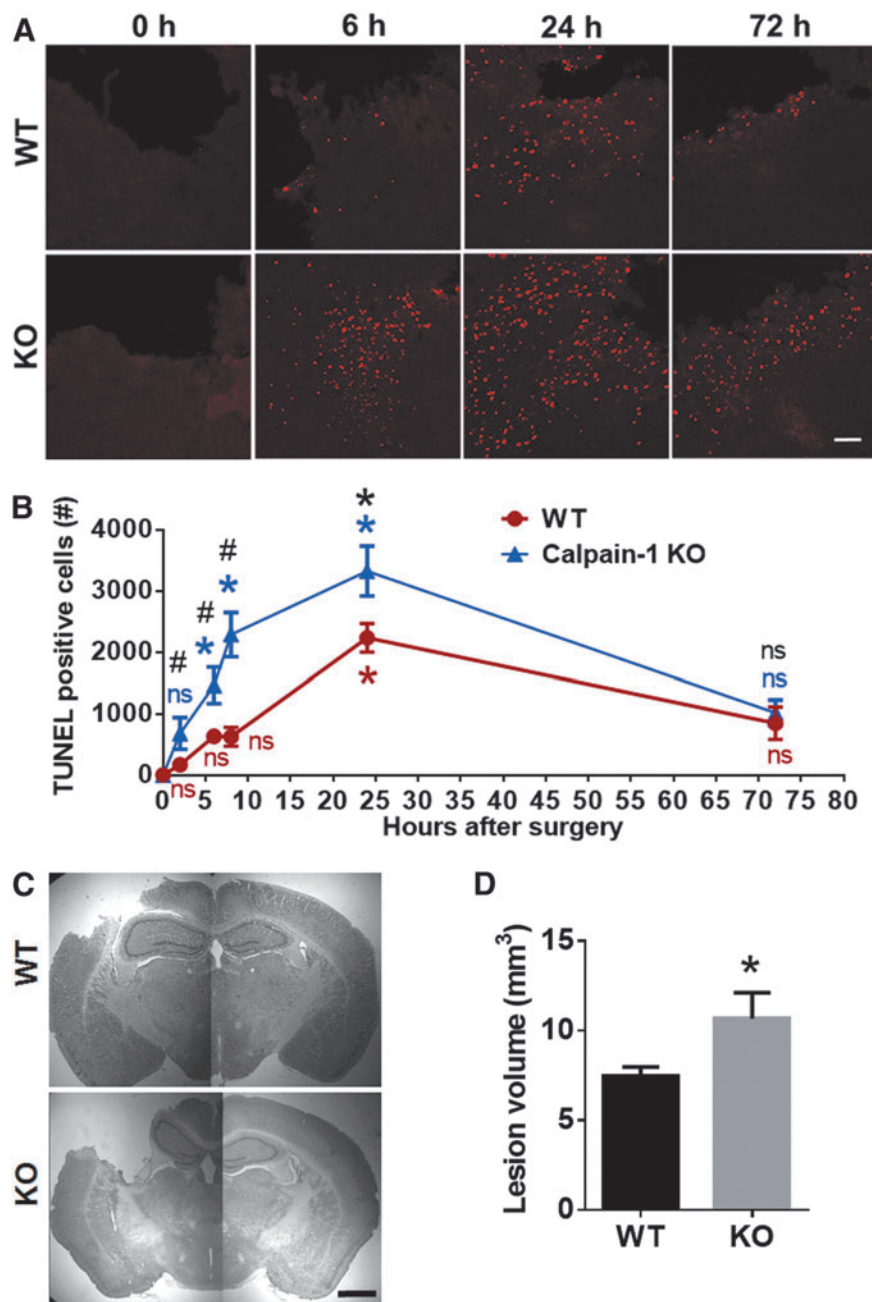 A
0 h 6 h 24 h 72 h
WT
KO
B
TUNEL positive cells (#)
4000
3000
2000
1000
0
WT
Calpain-1 KO
# # # *
ns * * *
ns ns ns *
ns
ns
ns
0 5 10 15 20 25 30 35 40 45 50 55 60 65 70 75 80
Hours after surgery
C
WT
KO
D
Lesion volume (mm³)
15
10
5
0
*
WT KO